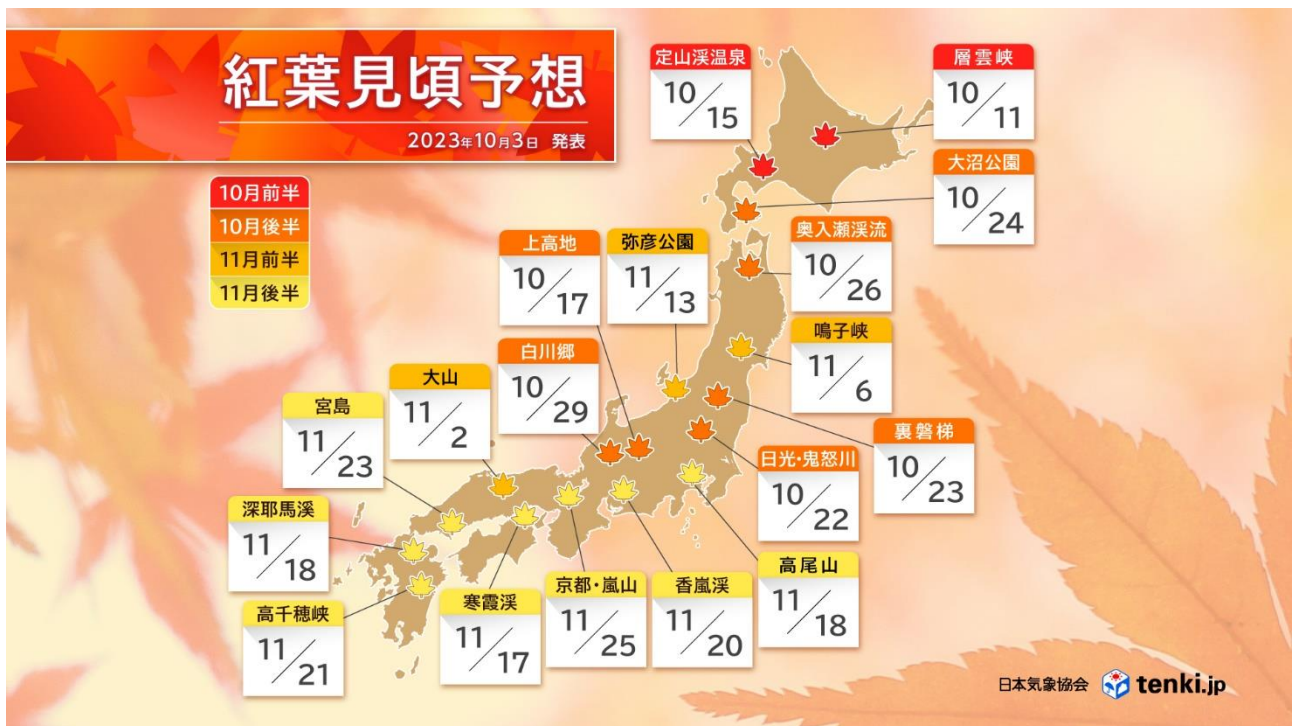 紅葉見頃予想
2023年10月3日 発表
10月前半
10月後半
11月前半
11月後半
定山渓温泉
10/15
層雲峡
10/11
大沼公園
10/24
奥入瀬渓流
10/26
上高地
10/17
弥彦公園
11/13
鳴子峡
11/6
白川郷
10/29
大山
11/2
宮島
11/23
裏磐梯
10/23
日光・鬼怒川
10/22
深耶馬溪
11/18
高尾山
11/18
高千穂峡
11/21
寒霞渓
11/17
京都・嵐山
11/25
香嵐渓
11/20
日本気象協会 tenki.jp